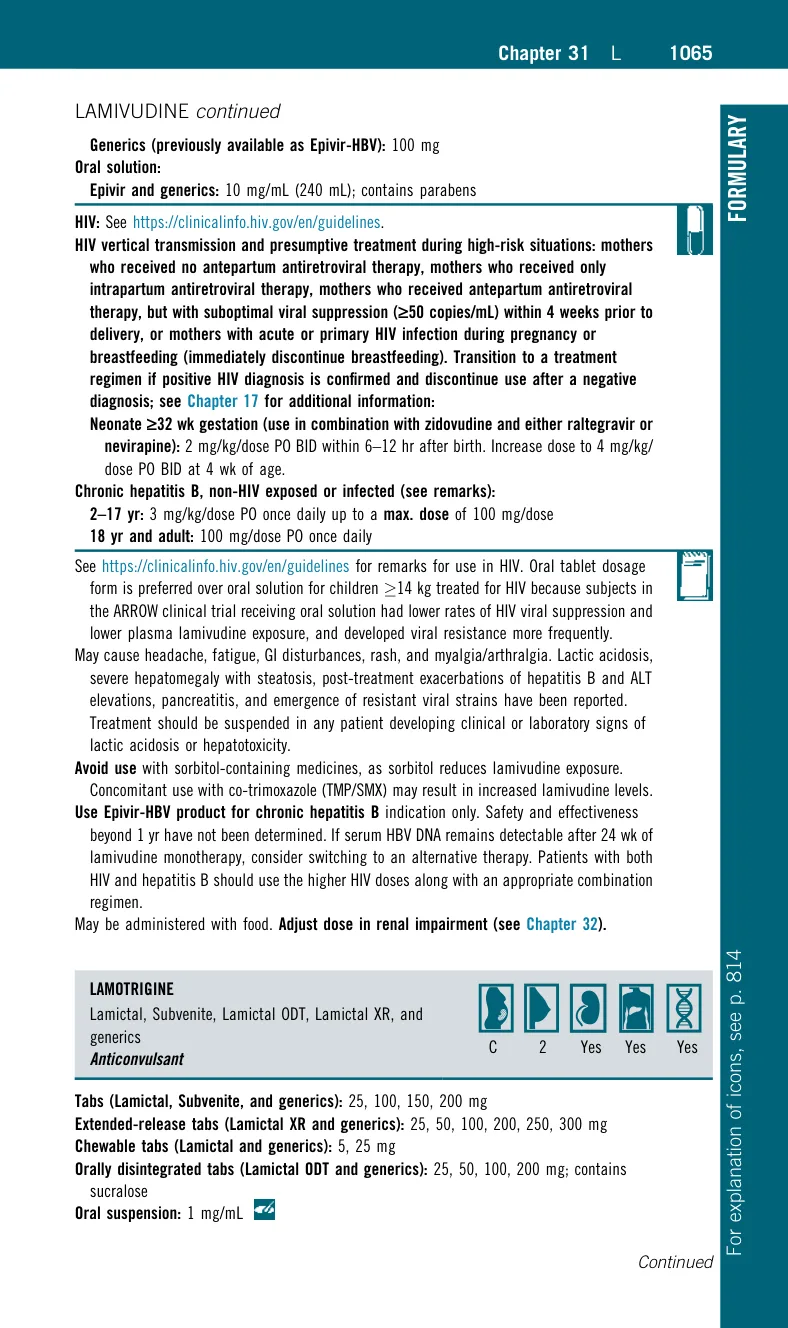 Chapter 31 L 1065
LAMIVUDINE continued
Generics (previously available as Epivir-HBV): 100 mg
Oral solution:
Epivir and generics: 10 mg/mL (240 mL); contains parabens
HIV: See https://clinicalinfo.hiv.gov/en/guidelines.
HIV vertical transmission and presumptive treatment during high-risk situations: mothers
who received no antepartum antiretroviral therapy, mothers who received only
intrapartum antiretroviral therapy, mothers who received antepartum antiretroviral
therapy, but with suboptimal viral suppression (≥50 copies/mL) within 4 weeks prior to
delivery, or mothers with acute or primary HIV infection during pregnancy or
breastfeeding (immediately discontinue breastfeeding). Transition to a treatment
regimen if positive HIV diagnosis is confirmed and discontinue use after a negative
diagnosis; see Chapter 17 for additional information:
Neonate ≥32 wk gestation (use in combination with zidovudine and either raltegravir or
nevirapine): 2 mg/kg/dose PO BID within 6–12 hr after birth. Increase dose to 4 mg/kg/
dose PO BID at 4 wk of age.
Chronic hepatitis B, non-HIV exposed or infected (see remarks):
2–17 yr: 3 mg/kg/dose PO once daily up to a max. dose of 100 mg/dose
18 yr and adult: 100 mg/dose PO once daily
See https://clinicalinfo.hiv.gov/en/guidelines for remarks for use in HIV. Oral tablet dosage
form is preferred over oral solution for children ≥14 kg treated for HIV because subjects in
the ARROW clinical trial receiving oral solution had lower rates of HIV viral suppression and
lower plasma lamivudine exposure, and developed viral resistance more frequently.
May cause headache, fatigue, GI disturbances, rash, and myalgia/arthralgia. Lactic acidosis,
severe hepatomegaly with steatosis, post-treatment exacerbations of hepatitis B and ALT
elevations, pancreatitis, and emergence of resistant viral strains have been reported.
Treatment should be suspended in any patient developing clinical or laboratory signs of
lactic acidosis or hepatotoxicity.
Avoid use with sorbitol-containing medicines, as sorbitol reduces lamivudine exposure.
Concomitant use with co-trimoxazole (TMP/SMX) may result in increased lamivudine levels.
Use Epivir-HBV product for chronic hepatitis B indication only. Safety and effectiveness
beyond 1 yr have not been determined. If serum HBV DNA remains detectable after 24 wk of
lamivudine monotherapy, consider switching to an alternative therapy. Patients with both
HIV and hepatitis B should use the higher HIV doses along with an appropriate combination
regimen.
May be administered with food. Adjust dose in renal impairment (see Chapter 32).
LAMOTRIGINE
Lamictal, Subvenite, Lamictal ODT, Lamictal XR, and
generics
Anticonvulsant
C 2 Yes Yes Yes
Tabs (Lamictal, Subvenite, and generics): 25, 100, 150, 200 mg
Extended-release tabs (Lamictal XR and generics): 25, 50, 100, 200, 250, 300 mg
Chewable tabs (Lamictal and generics): 5, 25 mg
Orally disintegrated tabs (Lamictal ODT and generics): 25, 50, 100, 200 mg; contains
sucralose
Oral suspension: 1 mg/mL
Continued
FORMULARY
For explanation of icons, see p. 814